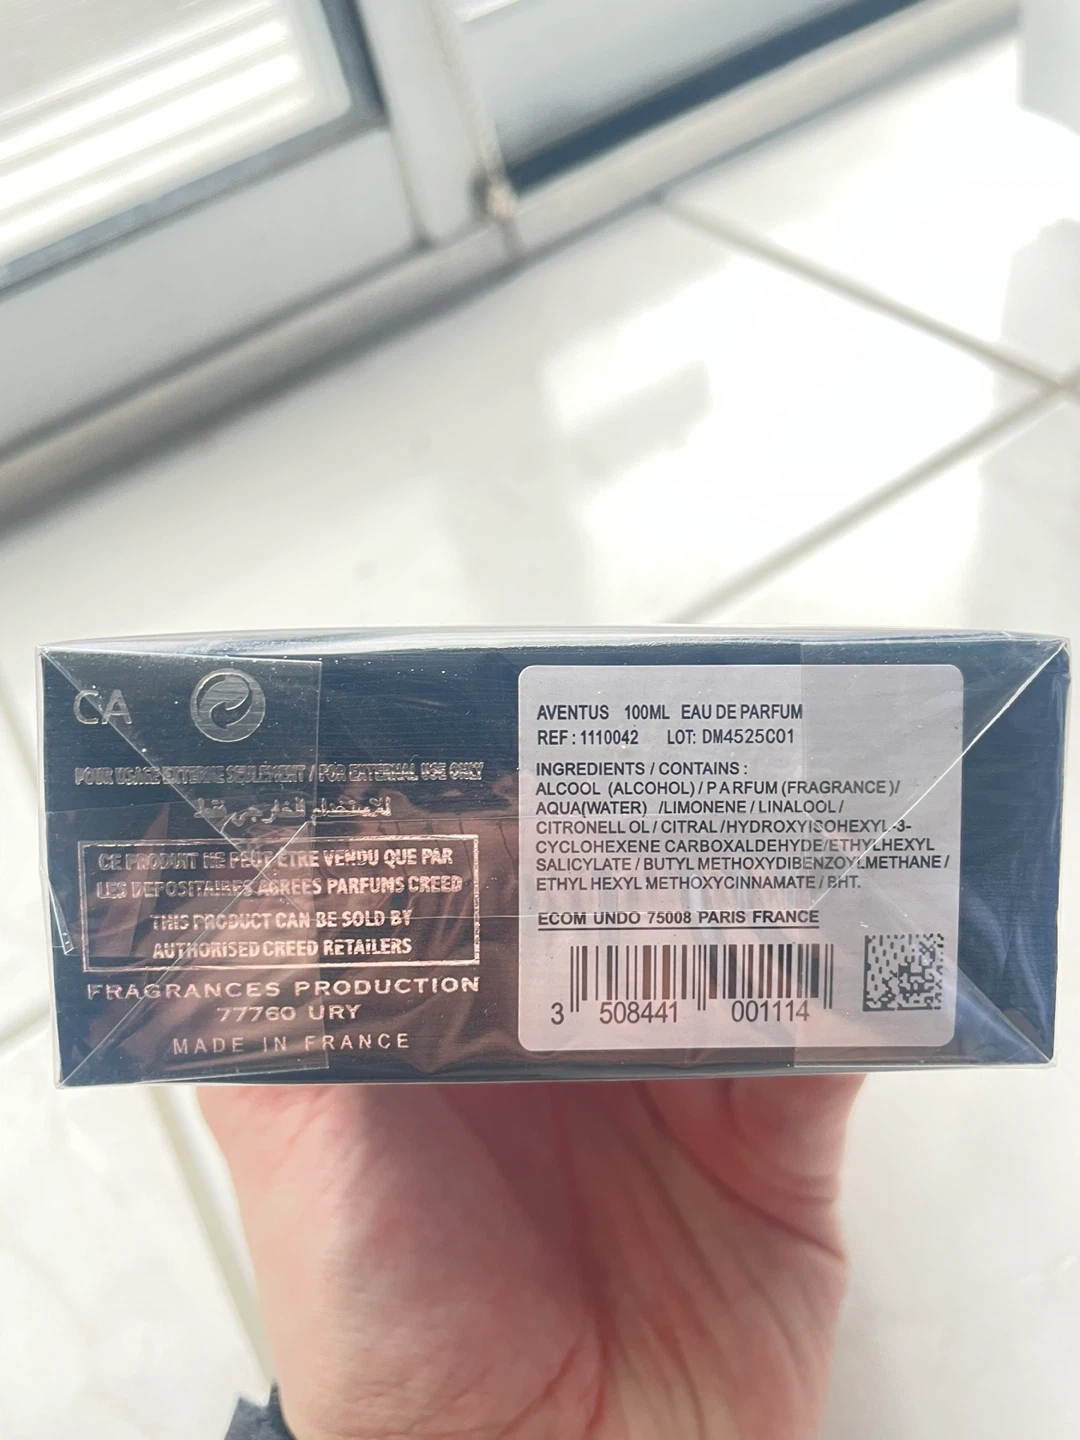 CA
POUR USAGE EXTERNE SEULEMENT / FOR EXTERNAL USE ONLY
للاستخدام الخارجي فقط
CE PRODUIT NE PEUT ETRE VENDU QUE PAR
LES DEPOSITAIRES AGREES PARFUMS CREED
THIS PRODUCT CAN BE SOLD BY
AUTHORISED CREED RETAILERS
FRAGRANCES PRODUCTION
77760 URY
MADE IN FRANCE
AVENTUS 100ML EAU DE PARFUM
REF : 1110042 LOT: DM4525C01
INGREDIENTS / CONTAINS :
ALCOOL (ALCOHOL) / PARFUM (FRAGRANCE)/
AQUA(WATER) /LIMONENE / LINALOOL /
CITRONELL OL / CITRAL /HYDROXYISOHEXYL-3-
CYCLOHEXENE CARBOXALDEHYDE/ETHYLHEXYL
SALICYLATE / BUTYL METHOXYDIBENZOYLMETHANE /
ETHYL HEXYL METHOXYCINNAMATE / BHT.
ECOM UNDO 75008 PARIS FRANCE
3 508441 001114